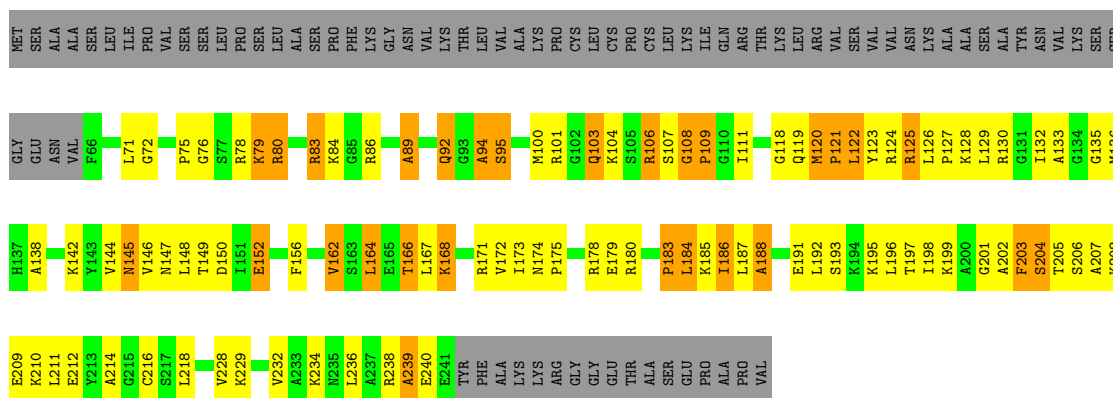 MET SER ALA ALA SER LEU ILE PRO VAL SER SER LEU PRO SER LEU ALA SER PRO PHE LYS GLY ASN VAL LYS THR LEU VAL ALA LYS PRO CYS LEU CYS PRO CYS LEU LYS ILE GLN ARG THR LYS LEU ARG VAL SER VAL VAL ASN LYS ALA ALA SER ALA TYR ASN VAL LYS SER
GLY GLU ASN VAL F66 L71 G72 P75 G76 S77 R78 K79 R80 R83 K84 G85 R86 A89 Q92 G93 A94 S95 M100 R101 G102 Q103 K104 S105 R106 S107 G108 P109 G110 I111 G118 Q119 M120 P121 L122 Y123 R124 R125 L126 P127 K128 L129 R130 G131 I132 A133 G134 G135
H137 A138 K142 Y143 V144 N145 V146 N147 L148 T149 D150 I151 E152 F156 V162 S163 L164 E165 T166 L167 K168 R171 V172 I173 N174 P175 R178 E179 R180 P183 L184 K185 I186 L187 A188 E191 L192 S193 K194 K195 L196 T197 I198 K199 A200 G201 A202 F203 S204 T205 S206 A207
E209 K210 L211 E212 Y213 A214 G215 C216 S217 L218 V228 K229 V232 A233 K234 N235 L236 A237 R238 A239 E240 E241 TYR PHE ALA LYS LYS ARG GLY GLY GLU THR ALA SER GLU PRO ALA PRO VAL